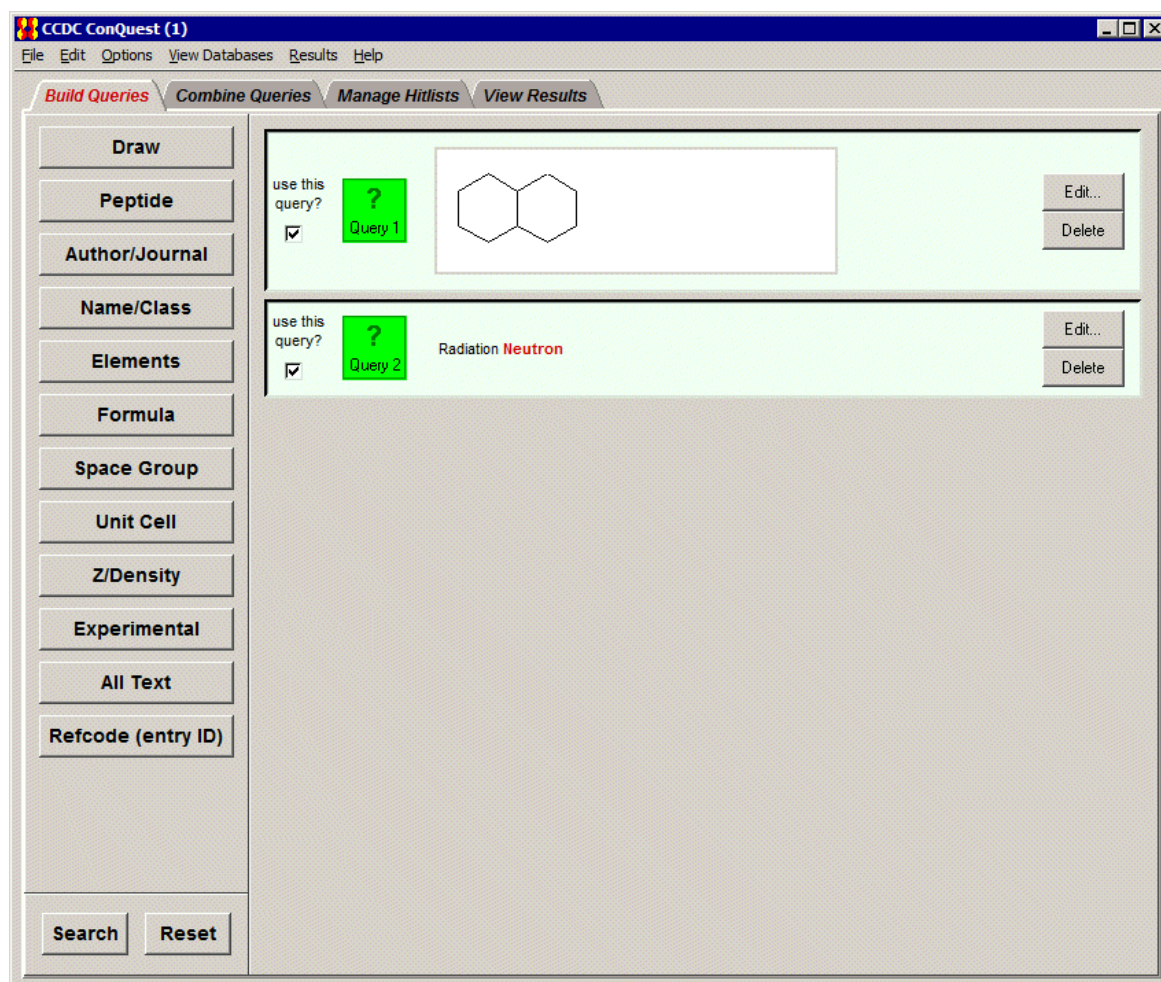 CCDC ConQuest (1)
File Edit Options View Databases Results Help
Build Queries Combine Queries Manage Hitlists View Results
Draw
Peptide
Author/Journal
Name/Class
Elements
Formula
Space Group
Unit Cell
Z/Density
Experimental
All Text
Refcode (entry ID)
Search Reset
use this
query?
?
Query 1
Edit...
Delete
use this
query?
?
Query 2
Radiation Neutron
Edit...
Delete